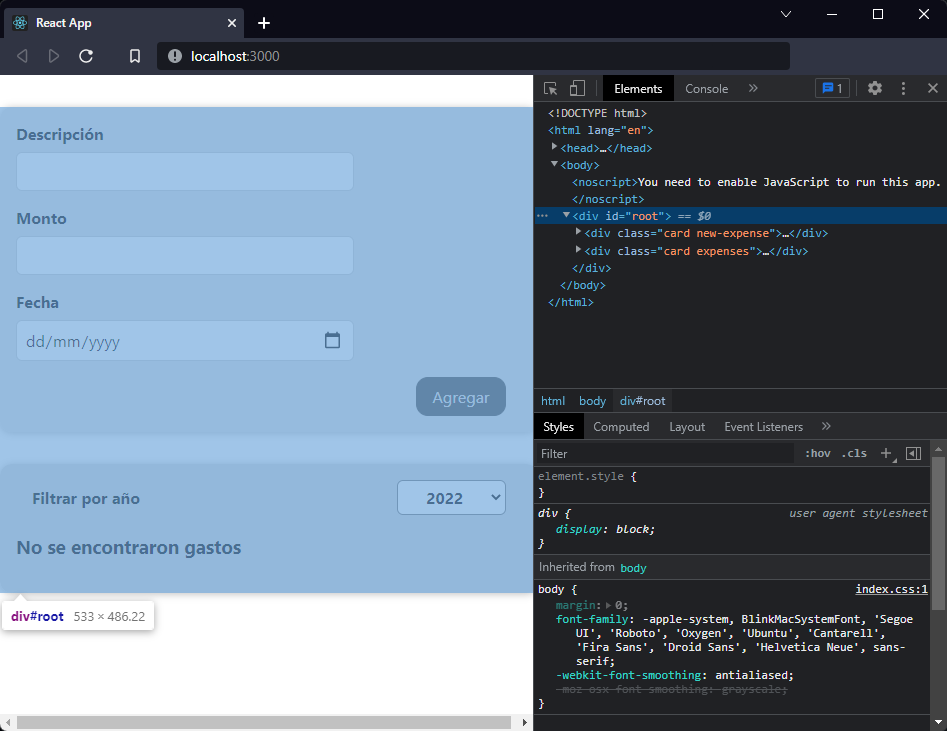 React App
localhost:3000
Descripción
Monto
Fecha
dd/mm/yyyy
Agregar
Filtrar por año
2022
No se encontraron gastos
div#root 533 × 486.22
Elements
Console
1
<!DOCTYPE html>
<html lang="en">
<head>…</head>
<body>
<noscript>You need to enable JavaScript to run this app.
</noscript>
<div id="root"> == $0
<div class="card new-expense">…</div>
<div class="card expenses">…</div>
</div>
</body>
</html>
html body div#root
Styles Computed Layout Event Listeners
Filter
:hov .cls
element.style {
}
div { user agent stylesheet
display: block;
}
Inherited from body
body { index.css:1
margin: 0;
font-family: -apple-system, BlinkMacSystemFont, 'Segoe
UI', 'Roboto', 'Oxygen', 'Ubuntu', 'Cantarell',
'Fira Sans', 'Droid Sans', 'Helvetica Neue', sans-
serif;
-webkit-font-smoothing: antialiased;
-moz-osx-font-smoothing: grayscale;
}